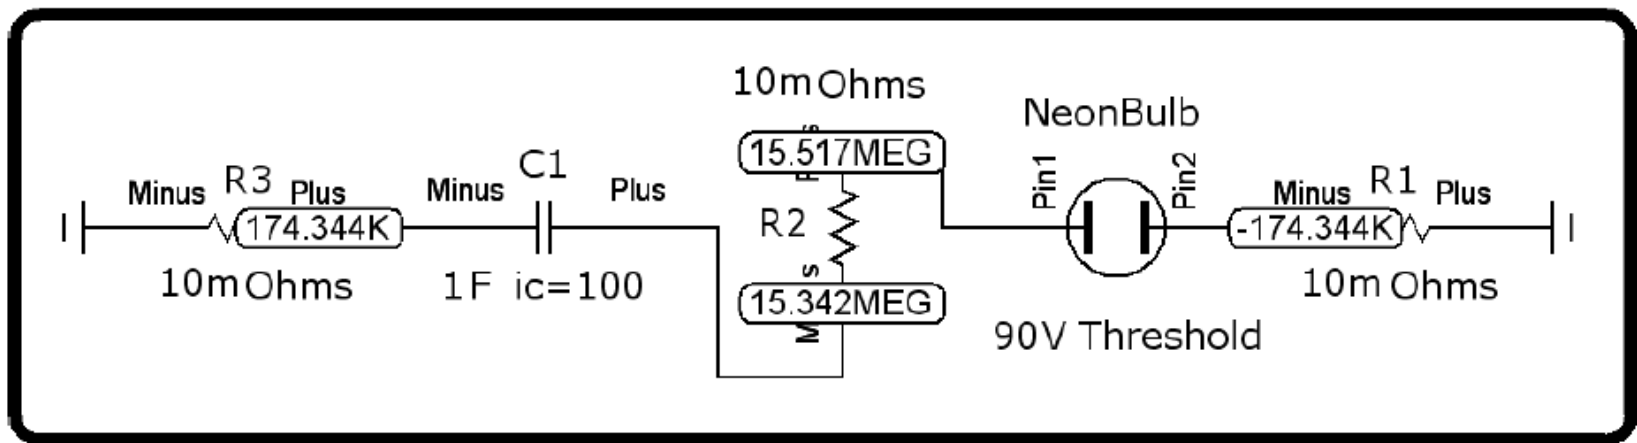 10m Ohms
NeonBulb
15.517MEG
C1
Pin1
Pin2
Minus R3 Plus
Minus
Plus
Minus R1 Plus
174.344K
R2
-174.344K
10m Ohms
1F ic=100
15.342MEG
10m Ohms
90V Threshold